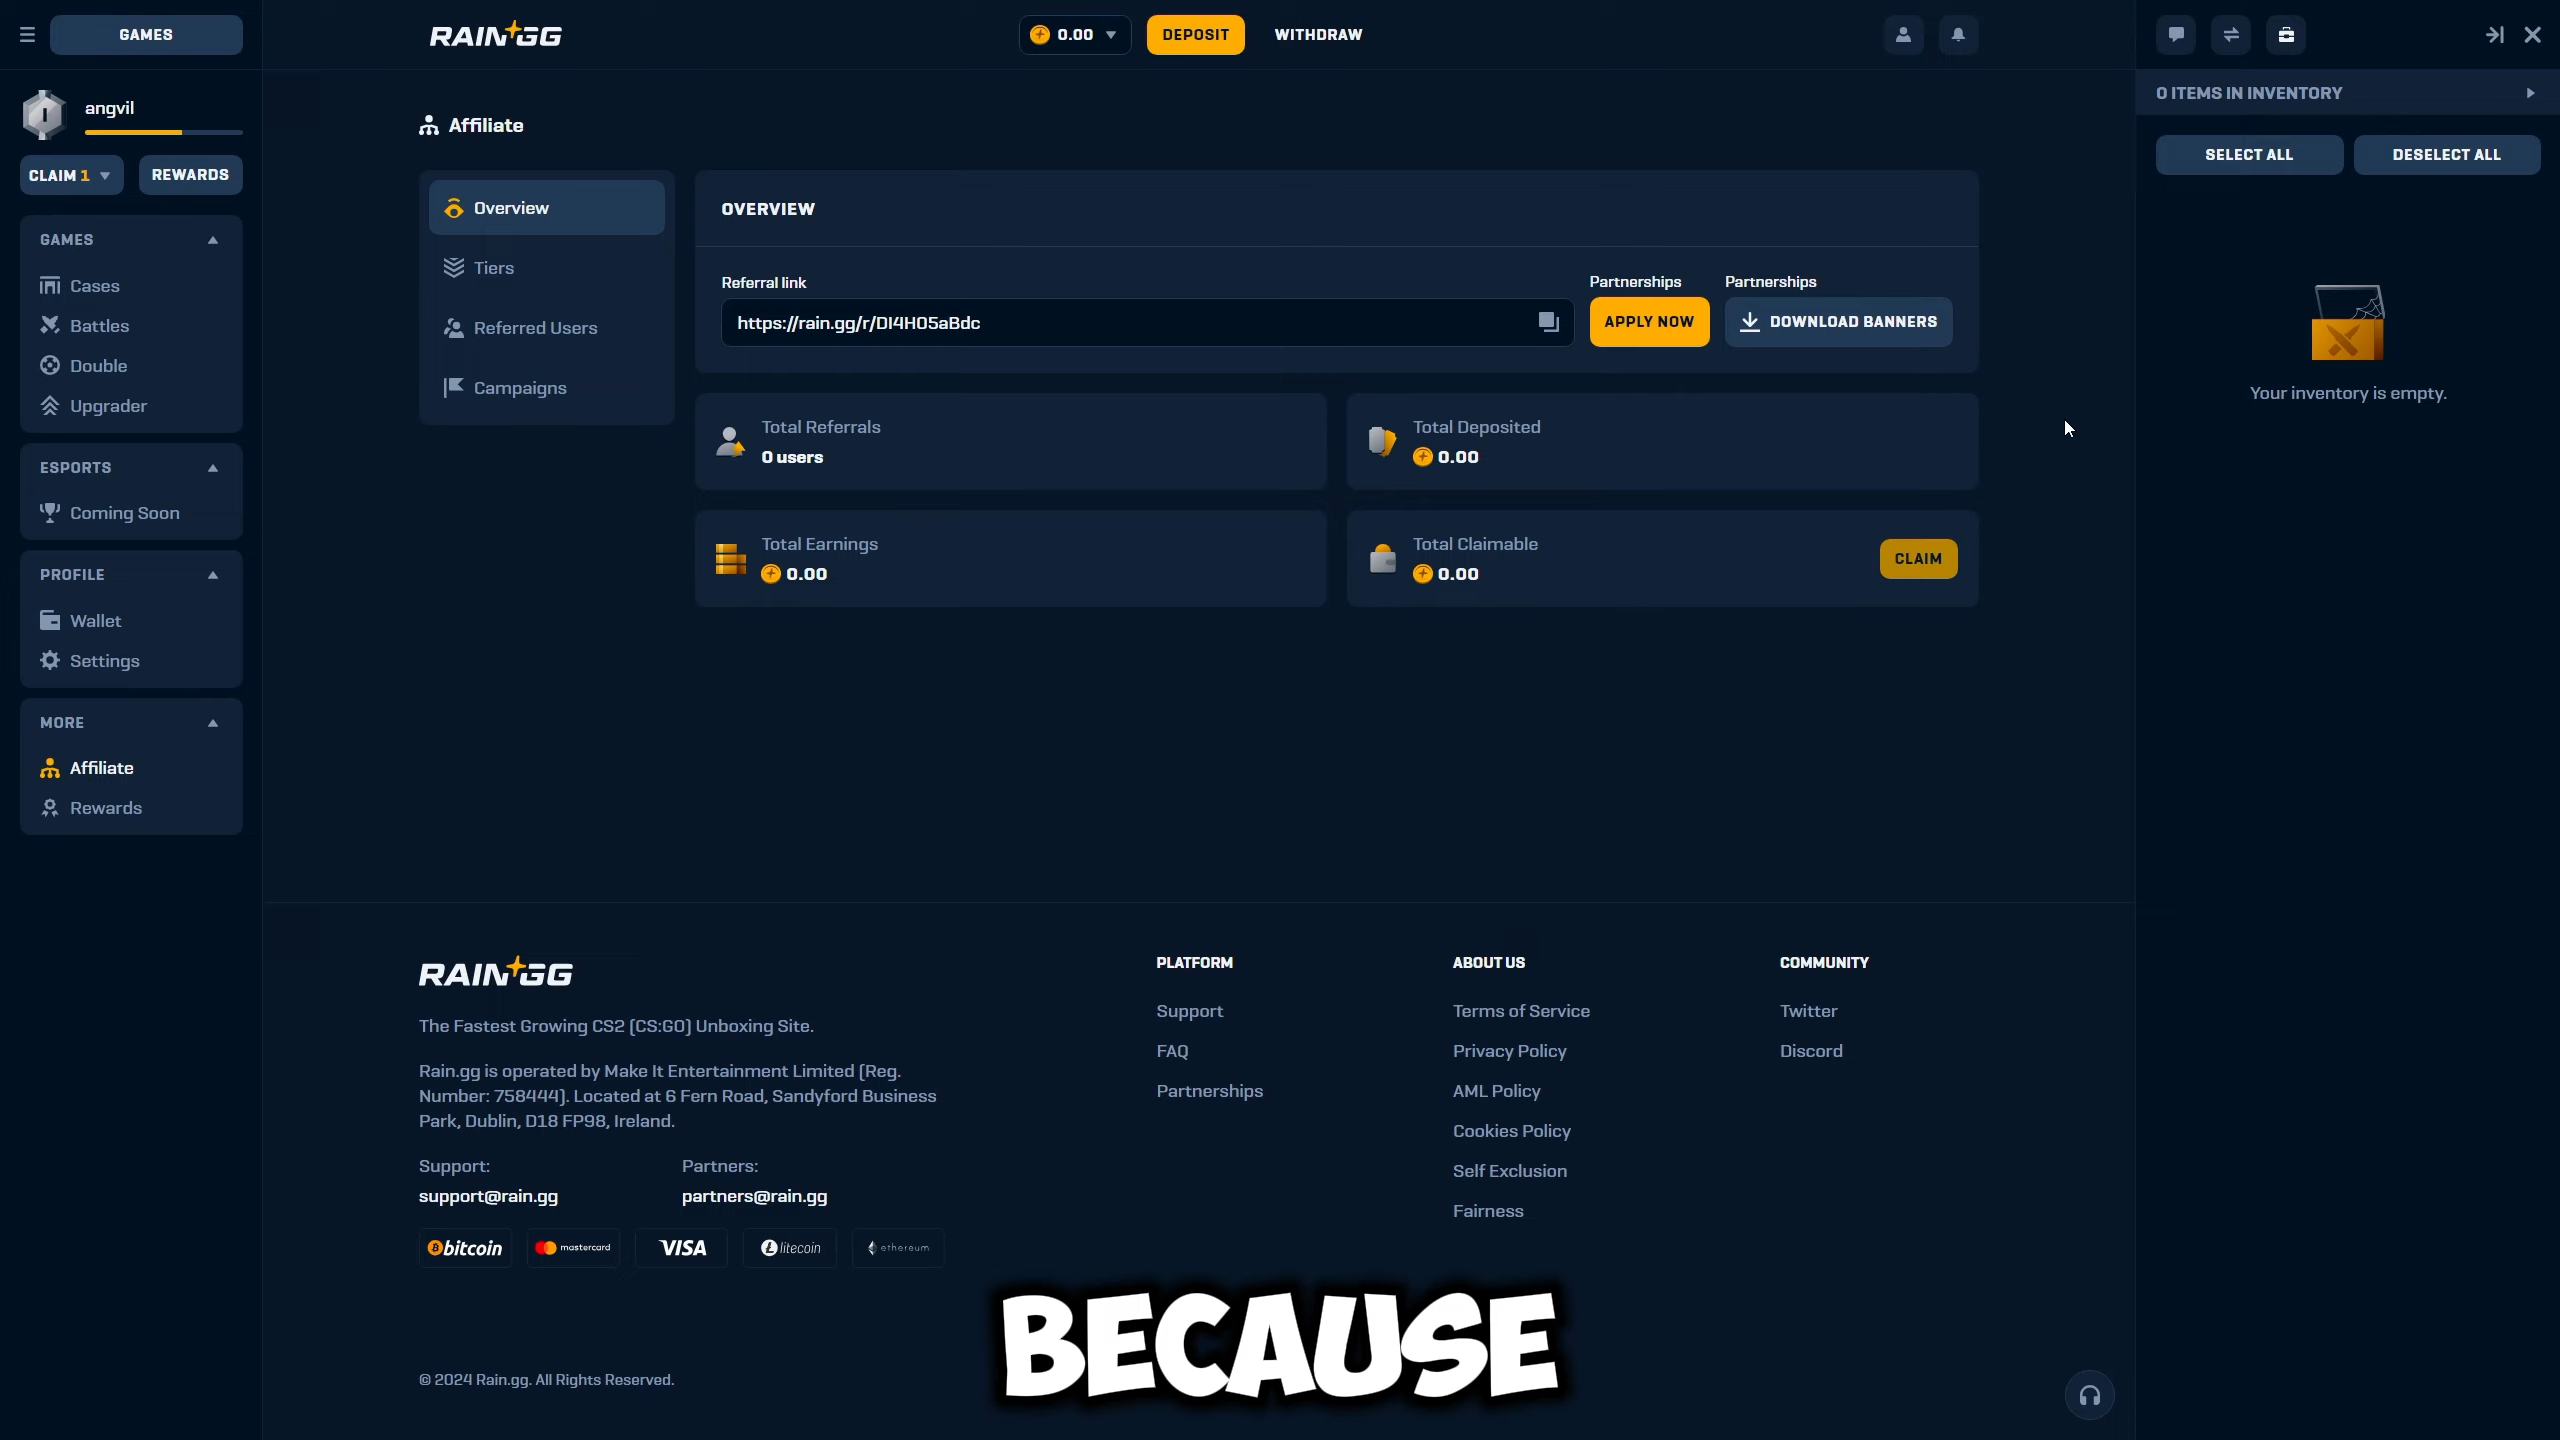 GAMES
RAIN GG
0.00
DEPOSIT
WITHDRAW
angvil
CLAIM 1
REWARDS
GAMES
Cases
Battles
Double
Upgrader
ESPORTS
Coming Soon
PROFILE
Wallet
Settings
MORE
Affiliate
Rewards
Affiliate
Overview
Tiers
Referred Users
Campaigns
OVERVIEW
Referral link
https://rain.gg/r/DI4H05aBdc
Partnerships
APPLY NOW
Partnerships
DOWNLOAD BANNERS
Total Referrals
0 users
Total Deposited
0.00
Total Earnings
0.00
Total Claimable
0.00
CLAIM
0 ITEMS IN INVENTORY
SELECT ALL
DESELECT ALL
Your inventory is empty.
RAIN GG
The Fastest Growing CS2 (CS:GO) Unboxing Site.
Rain.gg is operated by Make It Entertainment Limited (Reg.
Number: 758444). Located at 6 Fern Road, Sandyford Business
Park, Dublin, D18 FP98, Ireland.
Support:
support@rain.gg
Partners:
partners@rain.gg
bitcoin
mastercard
VISA
litecoin
ethereum
PLATFORM
Support
FAQ
Partnerships
ABOUT US
Terms of Service
Privacy Policy
AML Policy
Cookies Policy
Self Exclusion
Fairness
COMMUNITY
Twitter
Discord
© 2024 Rain.gg. All Rights Reserved.
BECAUSE